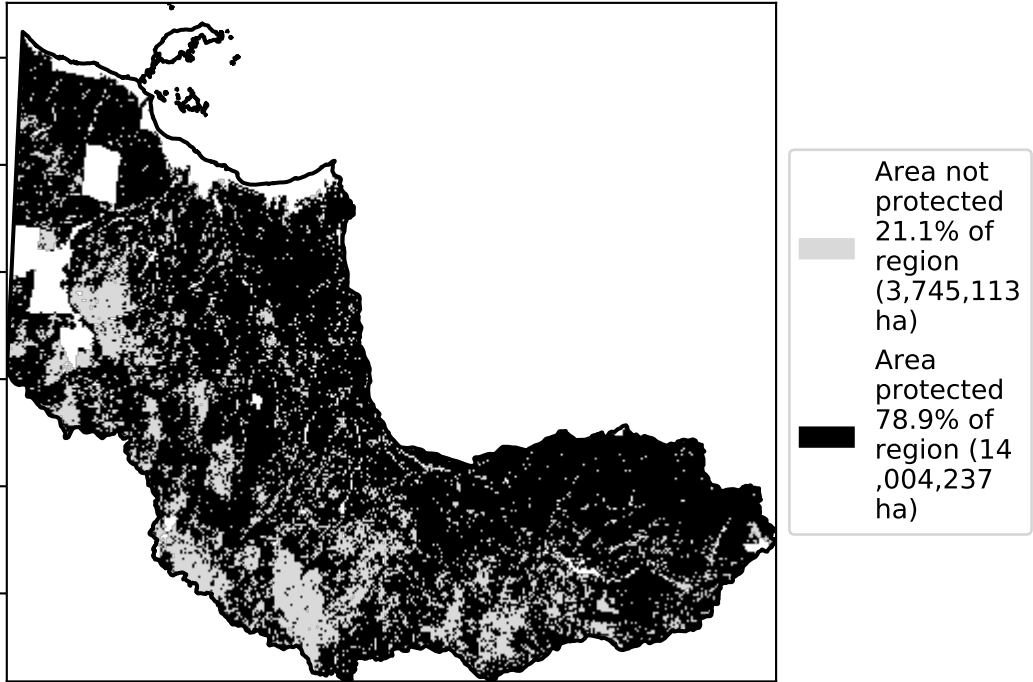 Area not
protected
21.1% of
region
(3,745,113
ha)
Area
protected
78.9% of
region (14
,004,237
ha)